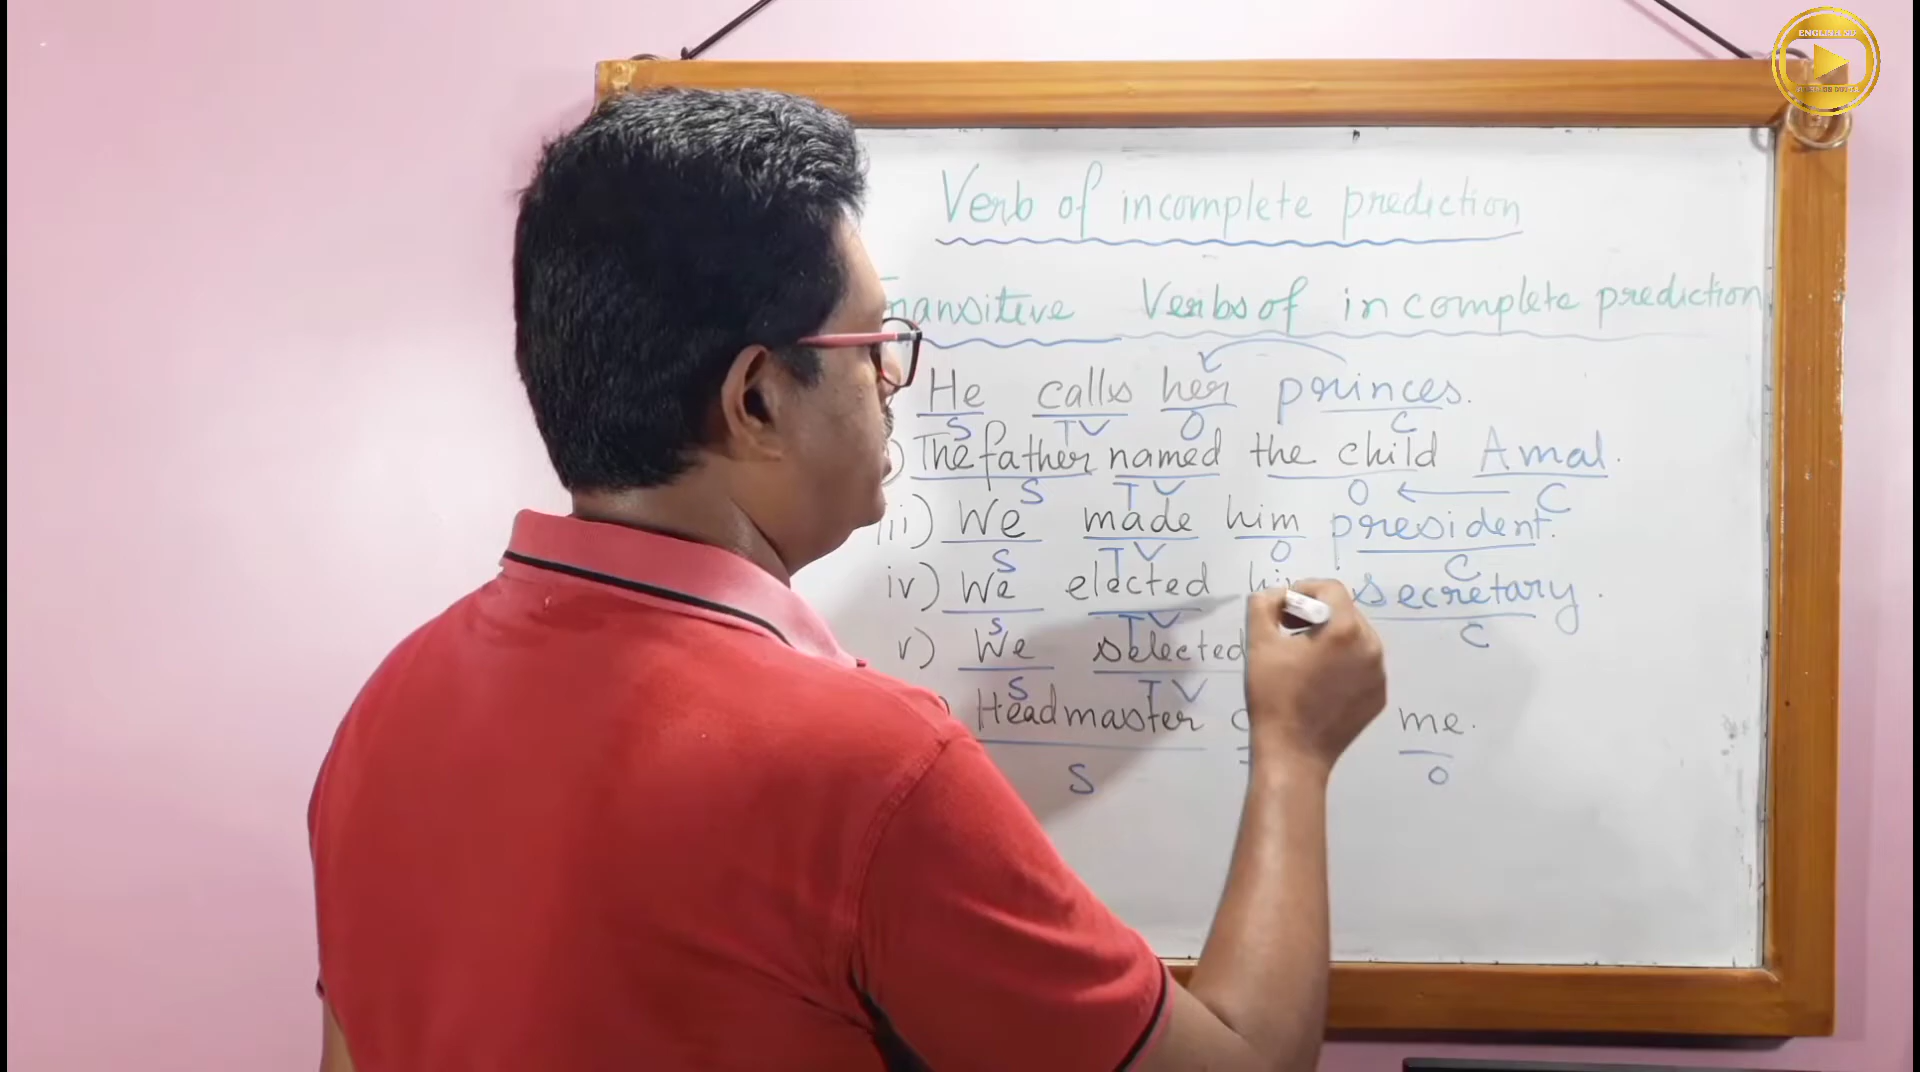 ENGLISH
Verb of incomplete prediction
Transitive Verbs of incomplete prediction
He calls her princes.
S TV O C
) The father named the child Amal.
S TV O C
iii) We made him president.
S TV O C
iv) We elected him secretary.
S TV C
v) We selected
S TV
) Headmaster me.
S O